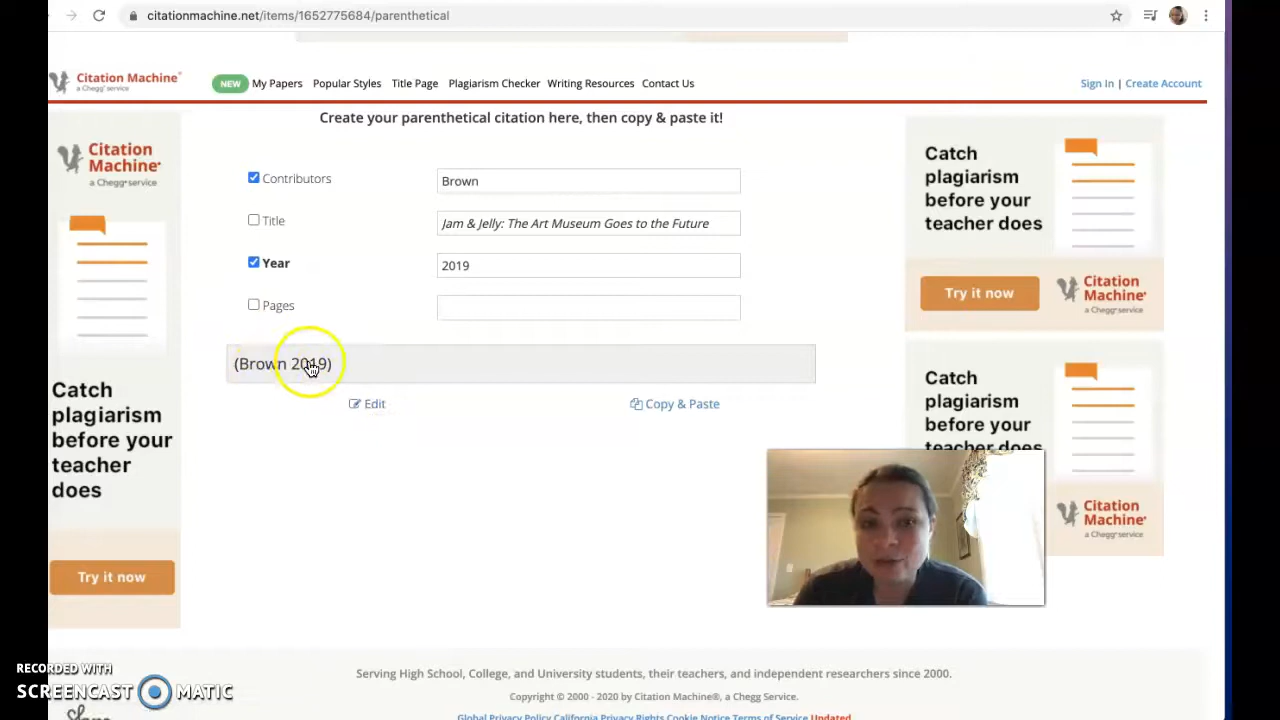 citationmachine.net/items/1652775684/parenthetical
Citation Machine®
a Chegg service
NEW My Papers Popular Styles Title Page Plagiarism Checker Writing Resources Contact Us
Sign In | Create Account
Create your parenthetical citation here, then copy & paste it!
Contributors Brown
Title Jam & Jelly: The Art Museum Goes to the Future
Year 2019
Pages
(Brown 2019)
Edit Copy & Paste
Citation
Machine®
a Chegg service
Catch
plagiarism
before your
teacher
does
Try it now
Catch
plagiarism
before your
teacher does
Try it now
Citation
Machine®
a Chegg service
Catch
plagiarism
before your
teacher does
Citation
Machine®
a Chegg service
Serving High School, College, and University students, their teachers, and independent researchers since 2000.
Copyright © 2000 - 2020 by Citation Machine®, a Chegg Service.
Global Privacy Policy California Privacy Rights Cookie Notice Terms of Service Updated
RECORDED WITH
SCREENCAST MATIC